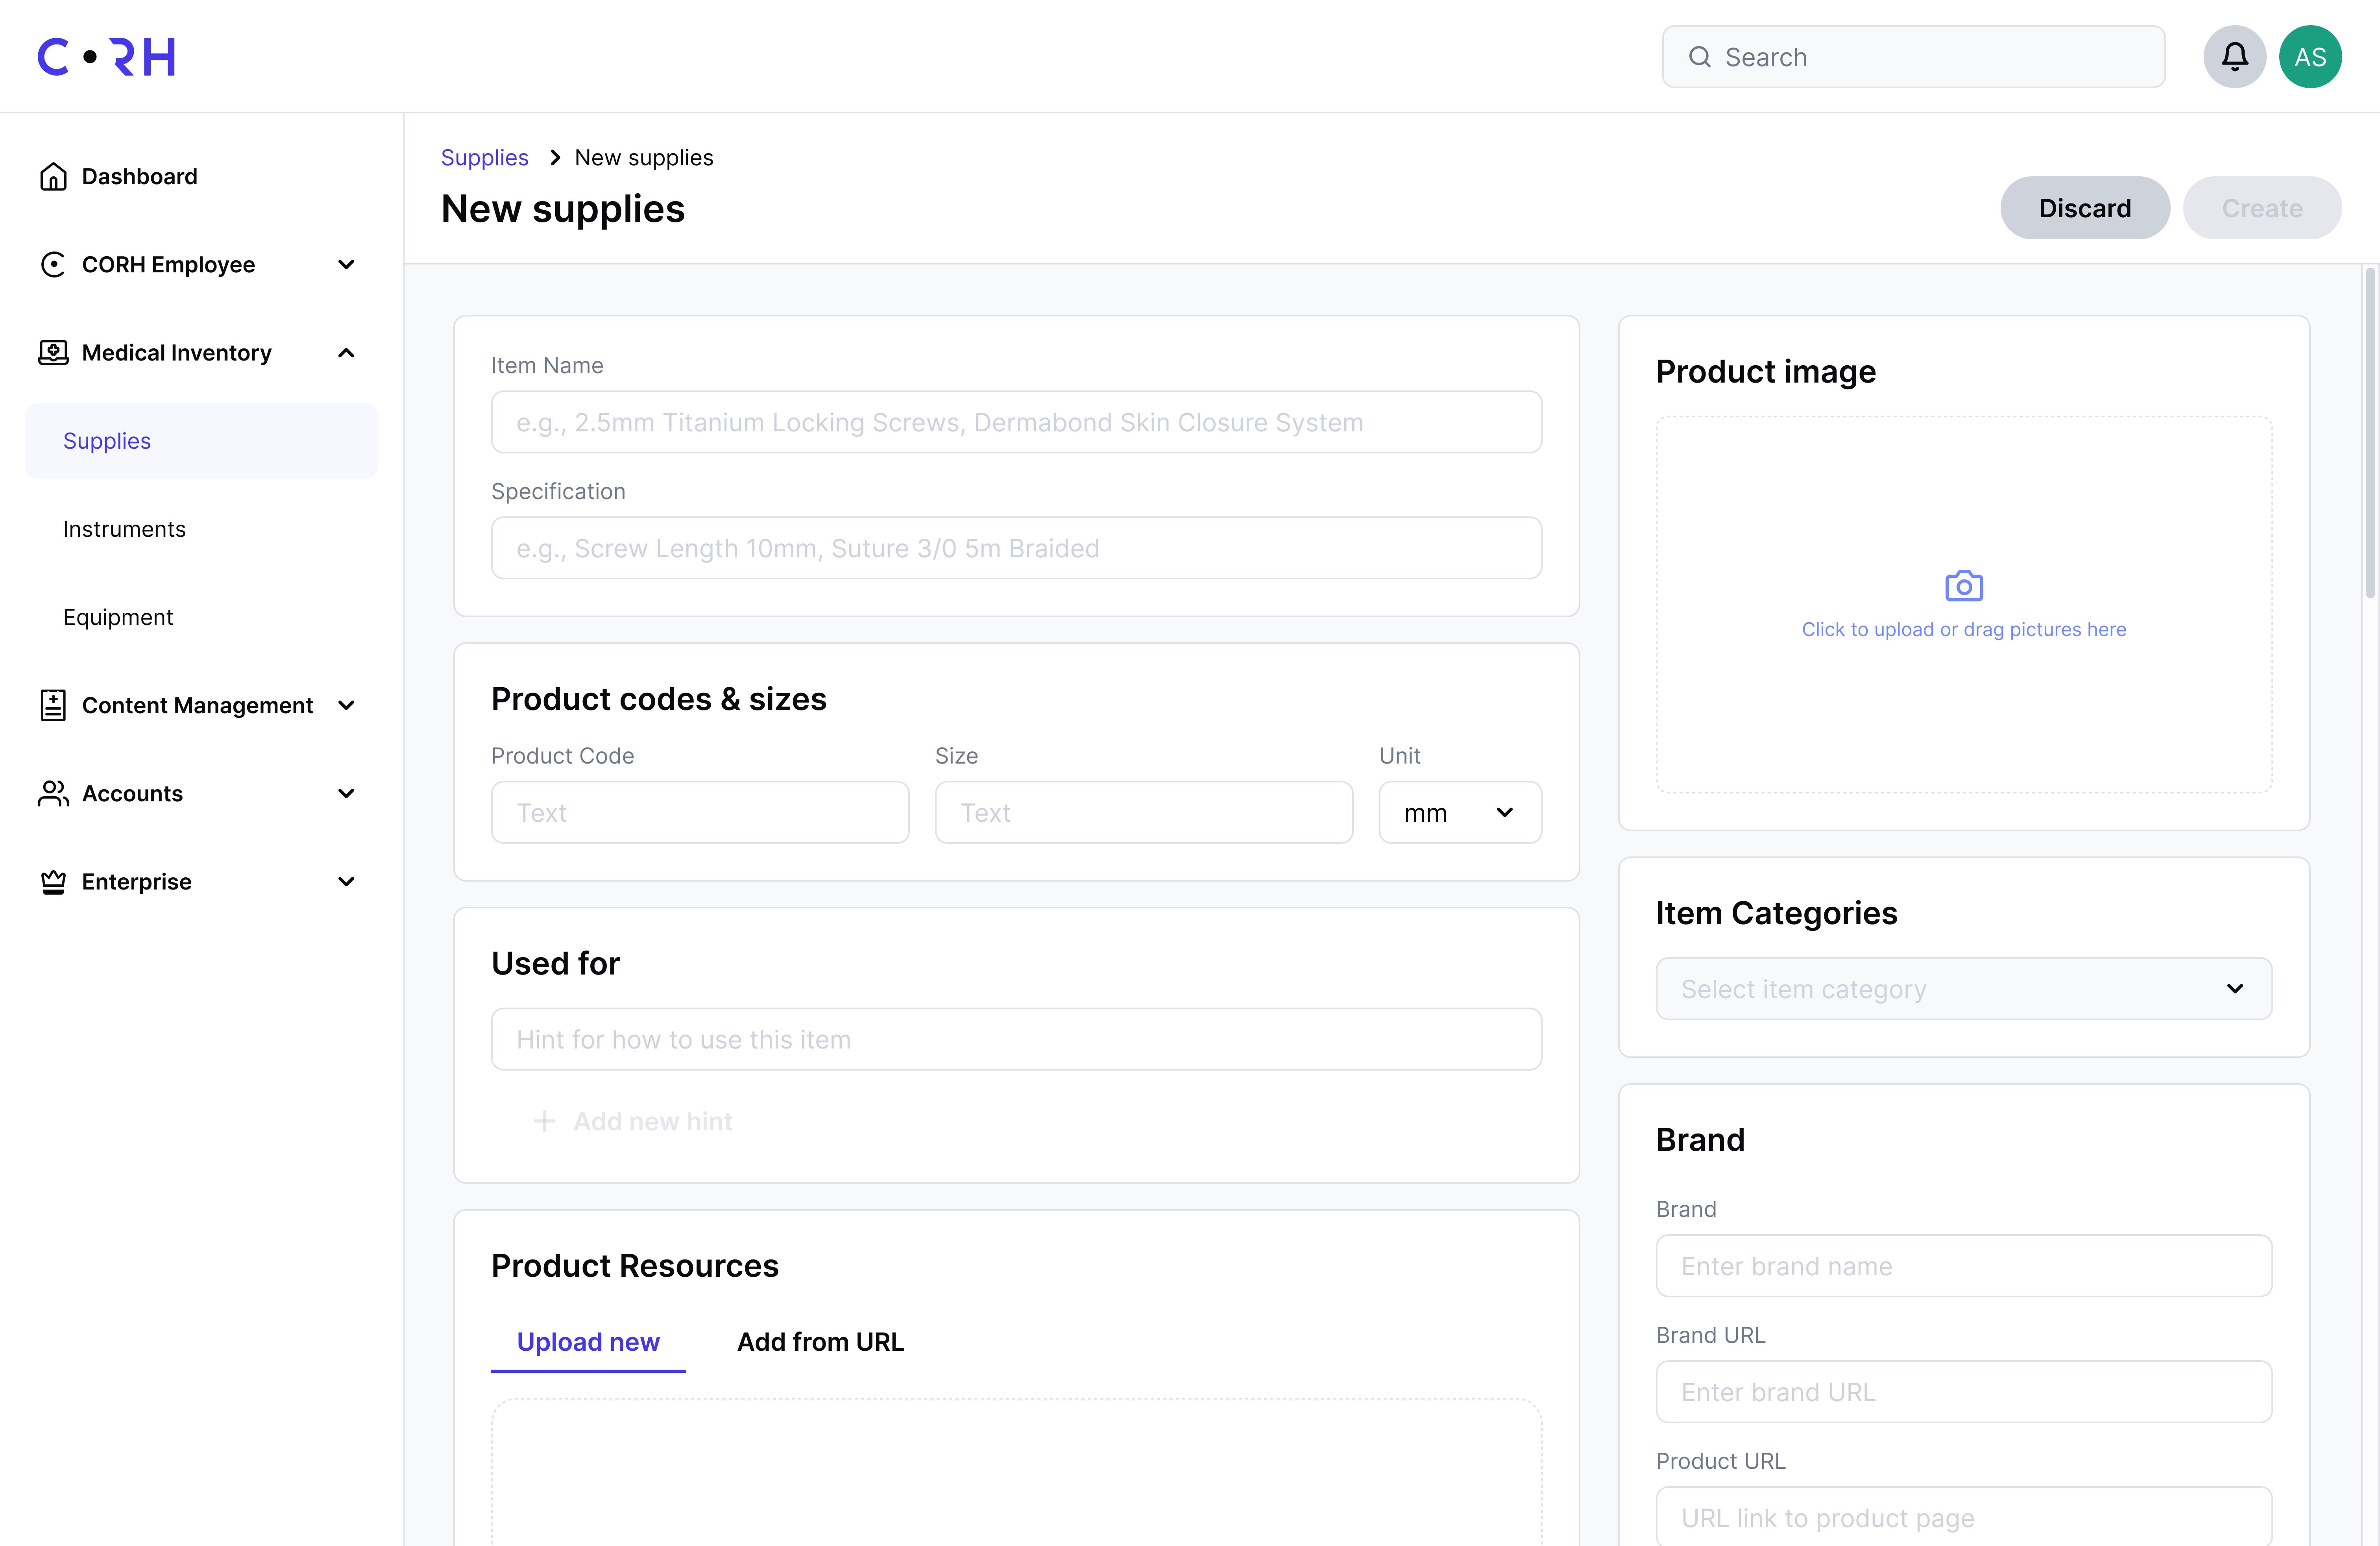 C•RH
Search
AS
Dashboard
CORH Employee
Medical Inventory
Supplies
Instruments
Equipment
Content Management
Accounts
Enterprise
Supplies > New supplies
New supplies
Discard
Create
Item Name
e.g., 2.5mm Titanium Locking Screws, Dermabond Skin Closure System
Specification
e.g., Screw Length 10mm, Suture 3/0 5m Braided
Product codes & sizes
Product Code
Size
Unit
Text
Text
mm
Used for
Hint for how to use this item
+ Add new hint
Product Resources
Upload new
Add from URL
Product image
Click to upload or drag pictures here
Item Categories
Select item category
Brand
Brand
Enter brand name
Brand URL
Enter brand URL
Product URL
URL link to product page